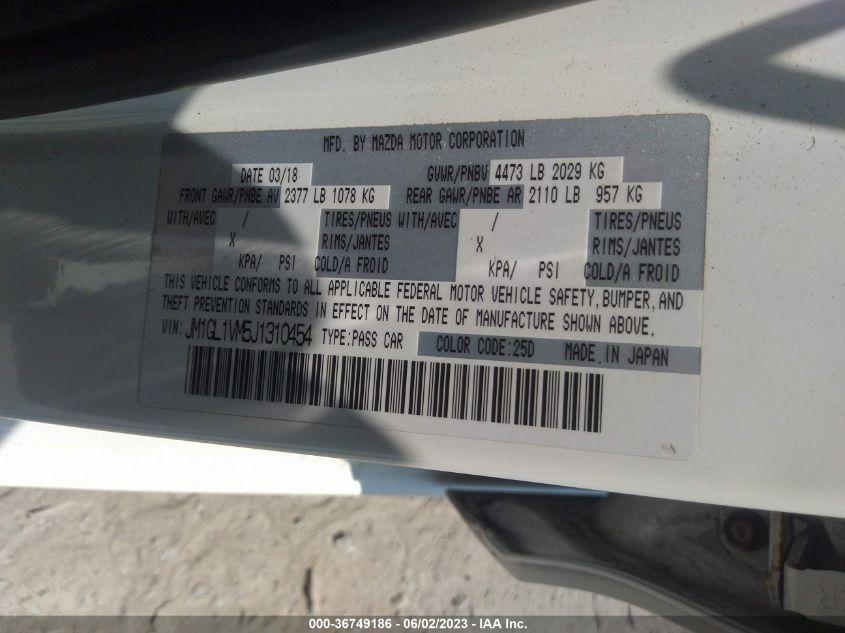 MFD. BY MAZDA MOTOR CORPORATION
DATE 03/18 GVWR/PNBV 4473 LB 2029 KG
FRONT GAWR/PNBE AV 2377 LB 1078 KG REAR GAWR/PNBE AR 2110 LB 957 KG
WITH/AVEC / TIRES/PNEUS WITH/AVEC / TIRES/PNEUS
X RIMS/JANTES X RIMS/JANTES
KPA/ PSI COLD/A FROID KPA/ PSI COLD/A FROID
THIS VEHICLE CONFORMS TO ALL APPLICABLE FEDERAL MOTOR VEHICLE SAFETY, BUMPER, AND
THEFT PREVENTION STANDARDS IN EFFECT ON THE DATE OF MANUFACTURE SHOWN ABOVE.
VIN: JM1GL1VM5J1310454 TYPE:PASS CAR COLOR CODE:25D MADE IN JAPAN
R
000-36749186 - 06/02/2023 - IAA Inc.